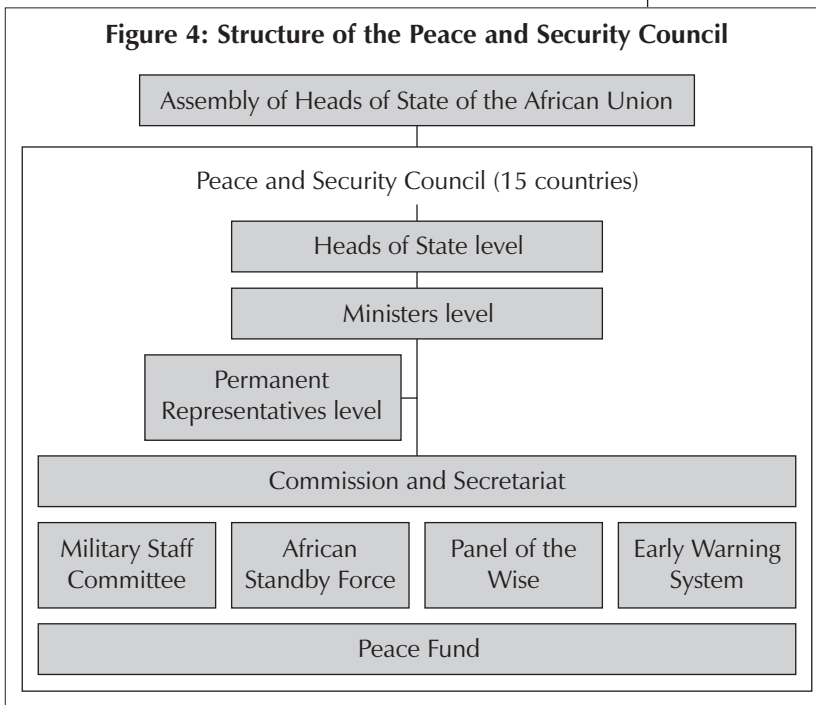 Figure 4: Structure of the Peace and Security Council
Assembly of Heads of State of the African Union
Peace and Security Council (15 countries)
Heads of State level
Ministers level
Permanent
Representatives level
Commission and Secretariat
Military Staff
Committee
African
Standby Force
Panel of the
Wise
Early Warning
System
Peace Fund